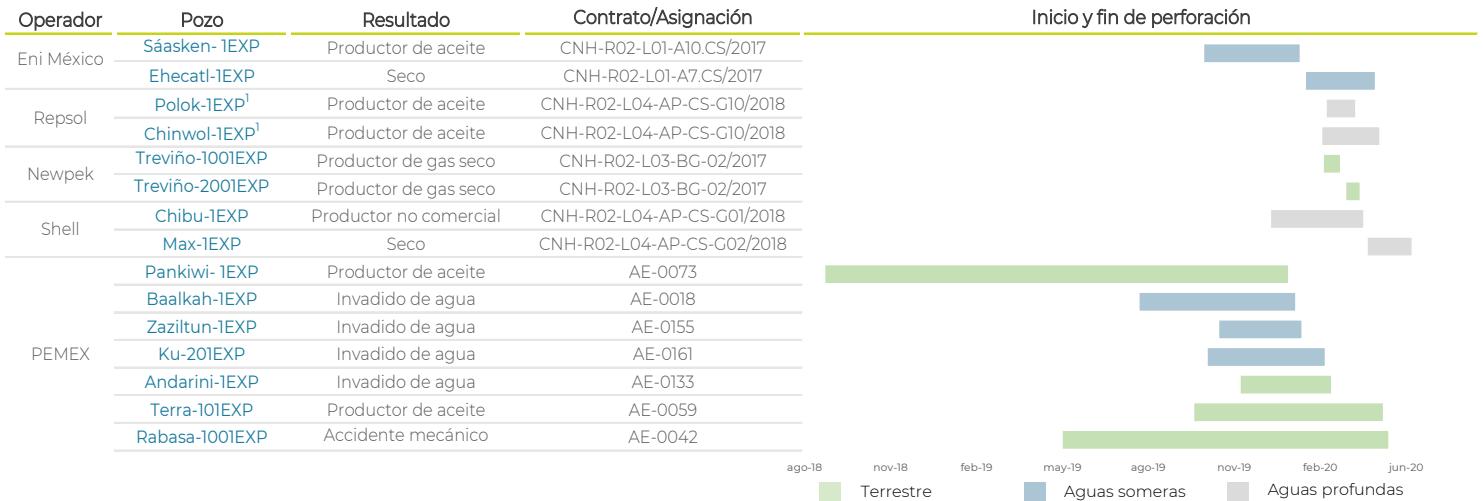 Operador Pozo Resultado Contrato/Asignación Inicio y fin de perforación
Eni México
Sáasken- 1EXP Productor de aceite CNH-R02-L01-A10.CS/2017
Ehecatl-1EXP Seco CNH-R02-L01-A7.CS/2017
Repsol
Polok-1EXP1 Productor de aceite CNH-R02-L04-AP-CS-G10/2018
Chinwol-1EXP1 Productor de aceite CNH-R02-L04-AP-CS-G10/2018
Newpek
Treviño-1001EXP Productor de gas seco CNH-R02-L03-BG-02/2017
Treviño-2001EXP Productor de gas seco CNH-R02-L03-BG-02/2017
Shell
Chibu-1EXP Productor no comercial CNH-R02-L04-AP-CS-G01/2018
Max-1EXP Seco CNH-R02-L04-AP-CS-G02/2018
PEMEX
Pankiwi- 1EXP Productor de aceite AE-0073
Baalkah-1EXP Invadido de agua AE-0018
Zaziltun-1EXP Invadido de agua AE-0155
Ku-201EXP Invadido de agua AE-0161
Andarini-1EXP Invadido de agua AE-0133
Terra-101EXP Productor de aceite AE-0059
Rabasa-1001EXP Accidente mecánico AE-0042
ago-18 nov-18 feb-19 may-19 ago-19 nov-19 feb-20 jun-20
Terrestre Aguas someras Aguas profundas